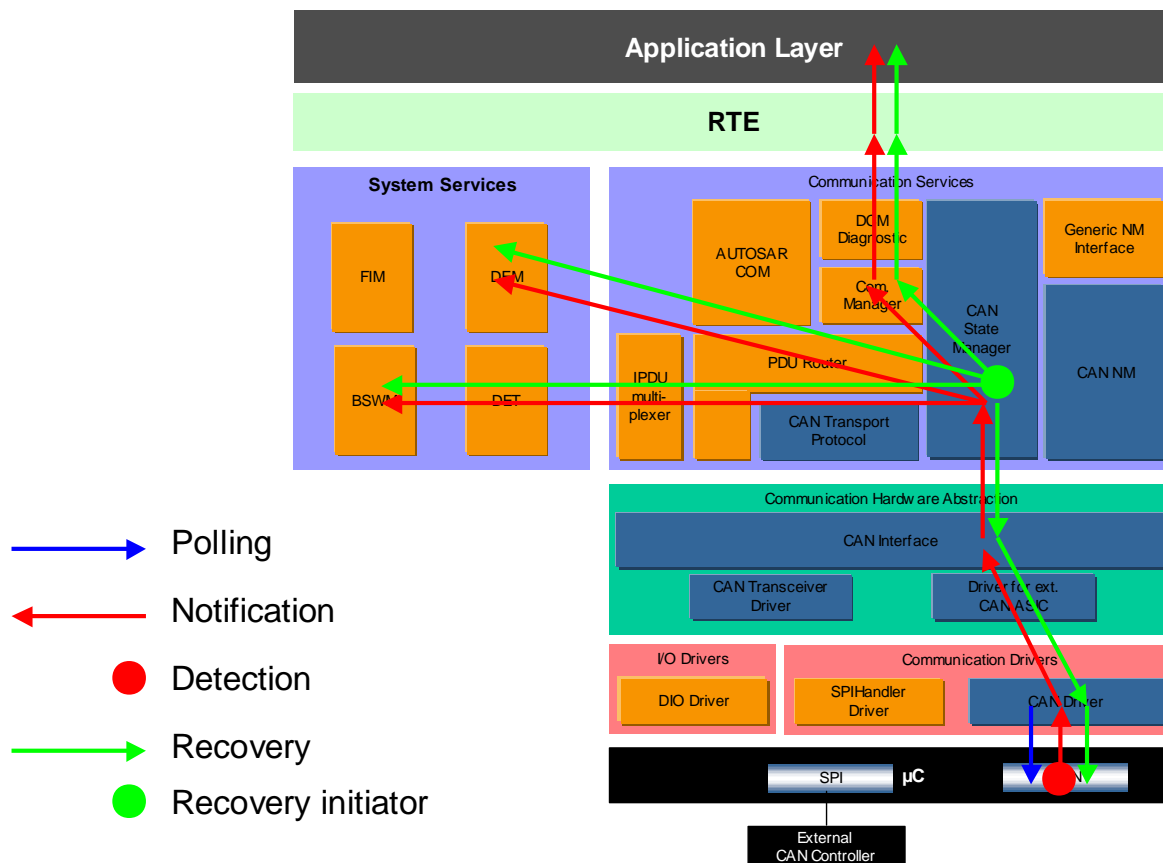 Application Layer
RTE
System Services
FIM
DEM
BSWM
DET
Communication Services
AUTOSAR
COM
DCM
Diagnostic
Com.
Manager
CAN
State
Manager
Generic NM
Interface
CAN NM
IPDU
multi-
plexer
PDU Router
CAN Transport
Protocol
Communication Hardware Abstraction
CAN Interface
CAN Transceiver
Driver
Driver for ext.
CAN ASIC
I/O Drivers
DIO Driver
Communication Drivers
SPIHandler
Driver
CAN Driver
SPI
µC
External
CAN Controller
Polling
Notification
Detection
Recovery
Recovery initiator